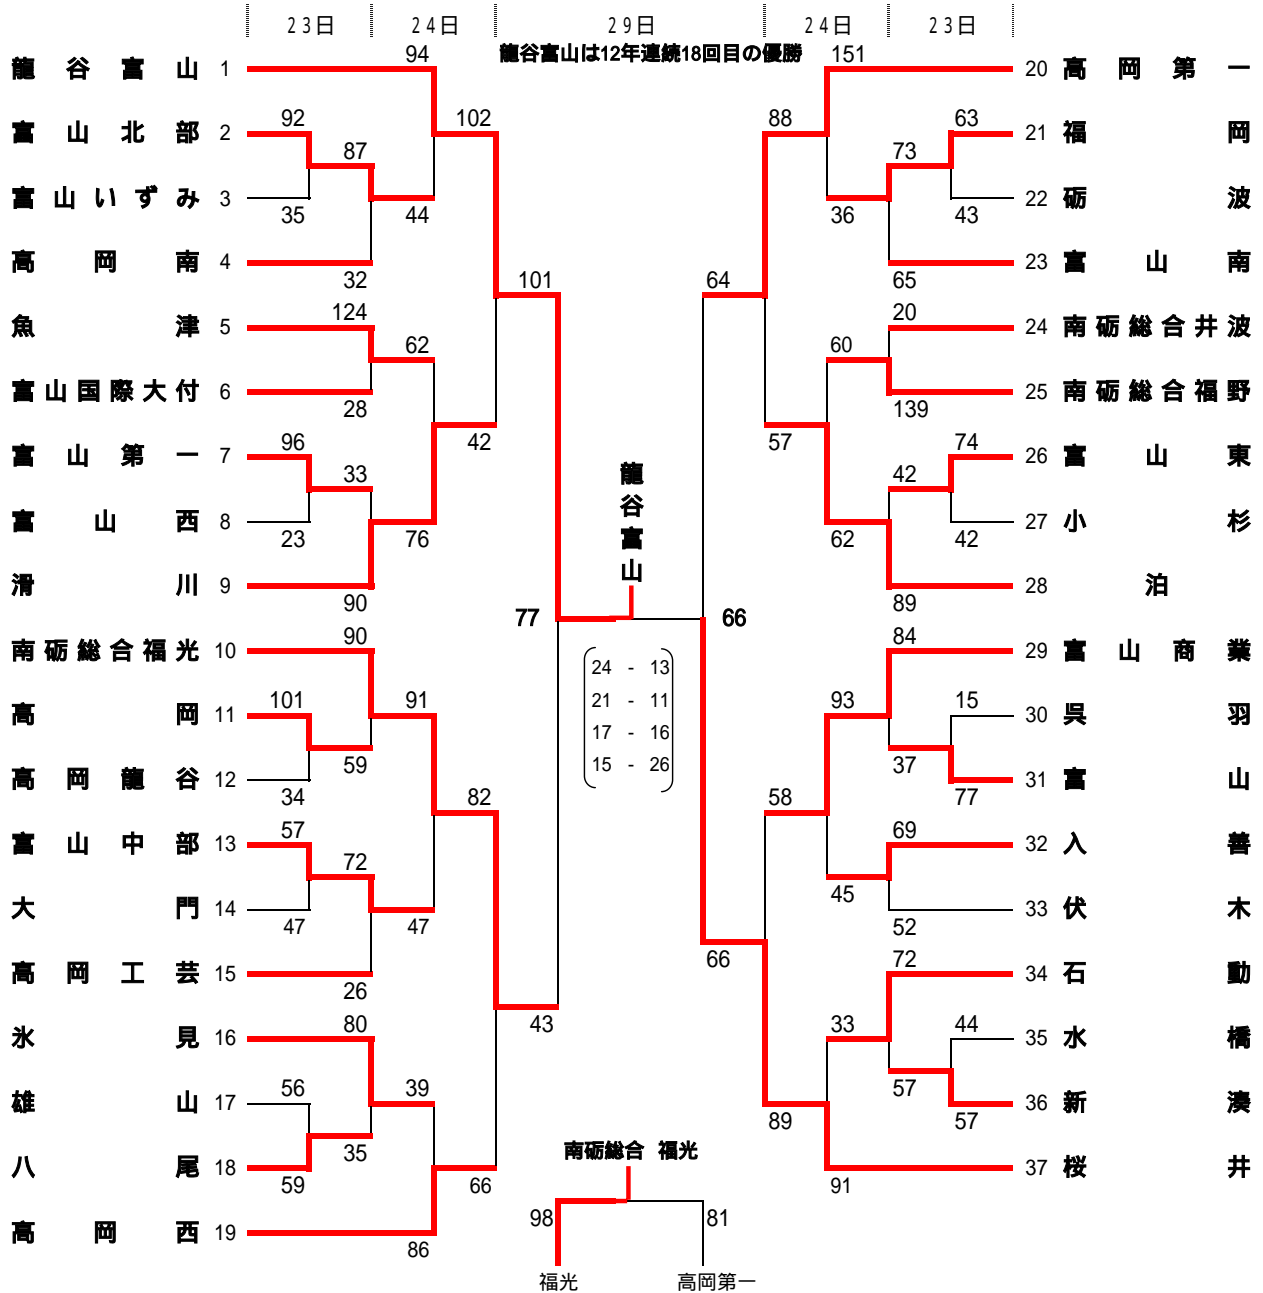 23日 24日 29日 24日 23日
龍谷富山は12年連続18回目の優勝
龍谷富山 1 94 151 20 高岡第一
富山北部 2 92 102 88 63 21 福岡
87 73
富山いずみ 3 35 44 36 43 22 砺波
高岡南 4 32 101 64 65 23 富山南
魚津 5 124 20 24 南砺総合井波
62 60
富山国際大付 6 28 139 25 南砺総合福野
富山第一 7 96 42 57 74 26 富山東
33 42
富山西 8 23 76 62 42 27 小杉
滑川 9 90 89 28 泊
龍谷富山
77 66
南砺総合福光 10 90 84 29 富山商業
24 - 13
21 - 11
17 - 16
15 - 26
高岡 11 101 91 93 15 30 呉羽
59 37
高岡龍谷 12 34 77 31 富山
82 58
富山中部 13 57 69 32 入善
72 45
大門 14 47 47 52 33 伏木
高岡工芸 15 26 66 72 34 石動
氷見 16 80 43 33 44 35 水橋
雄山 17 56 39 57 57 36 新湊
35 89
八尾 18 59 66 91 37 桜井
高岡西 19 86
南砺総合 福光
98 81
福光 高岡第一